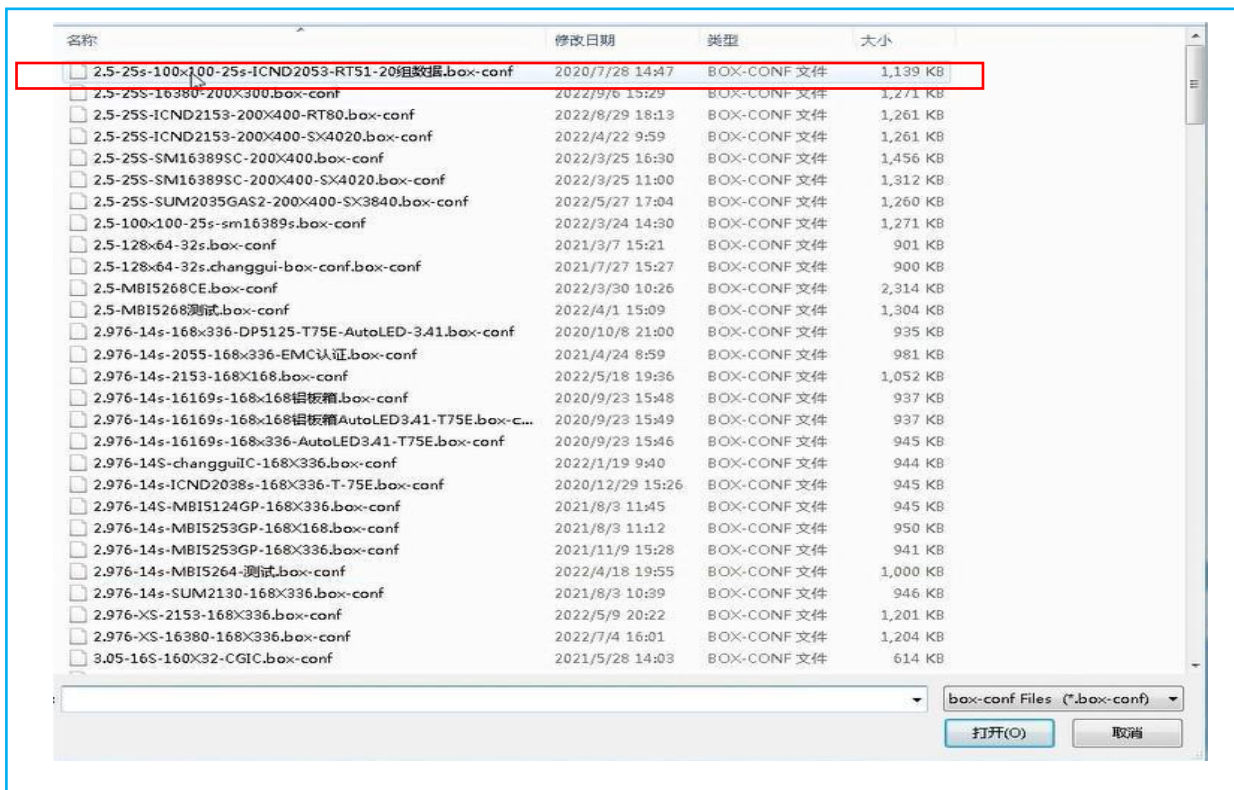 名称 修改日期 类型 大小
2.5-25s-100x100-25s-ICND2053-RT51-20组数据.box-conf 2020/7/28 14:47 BOX-CONF 文件 1,139 KB
2.5-25S-16380-200X300.box-conf 2022/9/6 15:29 BOX-CONF 文件 1,271 KB
2.5-25S-ICND2153-200X400-RT80.box-conf 2022/8/29 18:13 BOX-CONF 文件 1,261 KB
2.5-25S-ICND2153-200X400-SX4020.box-conf 2022/4/22 9:59 BOX-CONF 文件 1,261 KB
2.5-25S-SM16389SC-200X400.box-conf 2022/3/25 16:30 BOX-CONF 文件 1,456 KB
2.5-25S-SM16389SC-200X400-SX4020.box-conf 2022/3/25 11:00 BOX-CONF 文件 1,312 KB
2.5-25S-SUM2035GAS2-200X400-SX3840.box-conf 2022/5/27 17:04 BOX-CONF 文件 1,260 KB
2.5-100x100-25s-sm16389s.box-conf 2022/3/24 14:30 BOX-CONF 文件 1,271 KB
2.5-128x64-32s.box-conf 2021/3/7 15:21 BOX-CONF 文件 901 KB
2.5-128x64-32s.changgui-box-conf.box-conf 2021/7/27 15:27 BOX-CONF 文件 900 KB
2.5-MBI5268CE.box-conf 2022/3/30 10:26 BOX-CONF 文件 2,314 KB
2.5-MBI5268测试.box-conf 2022/4/1 15:09 BOX-CONF 文件 1,304 KB
2.976-14s-168x336-DP5125-T75E-AutoLED-3.41.box-conf 2020/10/8 21:00 BOX-CONF 文件 935 KB
2.976-14s-2055-168x336-EMC认证.box-conf 2021/4/24 8:59 BOX-CONF 文件 981 KB
2.976-14s-2153-168X168.box-conf 2022/5/18 19:36 BOX-CONF 文件 1,052 KB
2.976-14s-16169s-168x168铝板箱.box-conf 2020/9/23 15:48 BOX-CONF 文件 937 KB
2.976-14s-16169s-168x168铝板箱AutoLED3.41-T75E.box-c... 2020/9/23 15:49 BOX-CONF 文件 937 KB
2.976-14s-16169s-168x336-AutoLED3.41-T75E.box-conf 2020/9/23 15:46 BOX-CONF 文件 945 KB
2.976-14S-changguiIC-168X336.box-conf 2022/1/19 9:40 BOX-CONF 文件 944 KB
2.976-14s-ICND2038s-168X336-T-75E.box-conf 2020/12/29 15:26 BOX-CONF 文件 945 KB
2.976-14S-MBI5124GP-168X336.box-conf 2021/8/3 11:45 BOX-CONF 文件 945 KB
2.976-14s-MBI5253GP-168X168.box-conf 2021/8/3 11:12 BOX-CONF 文件 950 KB
2.976-14s-MBI5253GP-168X336.box-conf 2021/11/9 15:28 BOX-CONF 文件 941 KB
2.976-14s-MBI5264-测试.box-conf 2022/4/18 19:55 BOX-CONF 文件 1,000 KB
2.976-14s-SUM2130-168X336.box-conf 2021/8/3 10:39 BOX-CONF 文件 946 KB
2.976-XS-2153-168X336.box-conf 2022/5/9 20:22 BOX-CONF 文件 1,201 KB
2.976-XS-16380-168X336.box-conf 2022/7/4 16:01 BOX-CONF 文件 1,204 KB
3.05-16S-160X32-CGIC.box-conf 2021/5/28 14:03 BOX-CONF 文件 614 KB
box-conf Files (*.box-conf)
打开(O) 取消